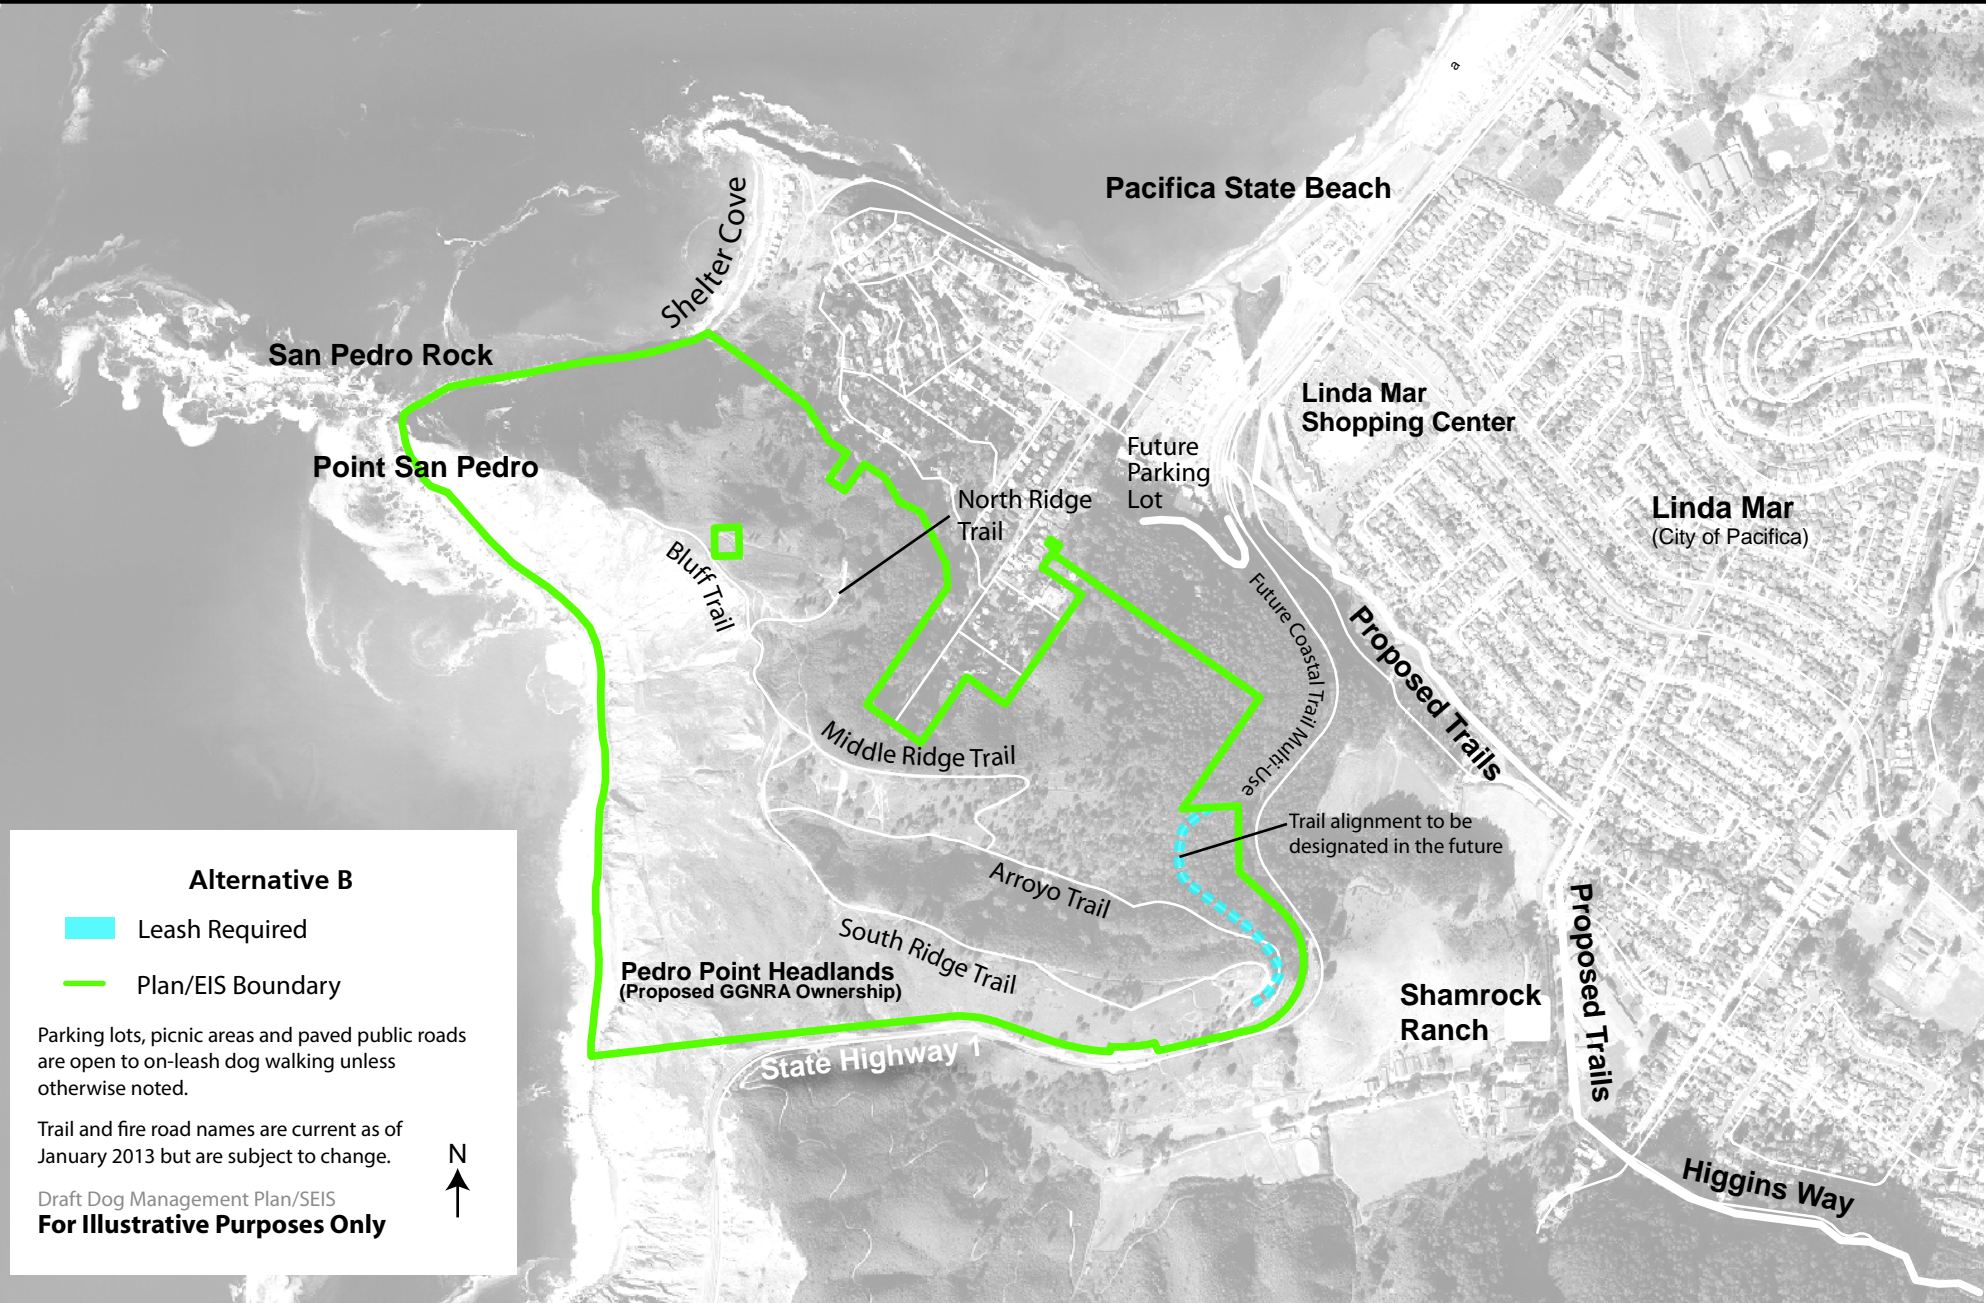 a
Pacifica State Beach
Shelter Cove
San Pedro Rock
Linda Mar
Shopping Center
Future
Parking
Lot
Point San Pedro
North Ridge
Trail
Linda Mar
(City of Pacifica)
Bluff Trail
Future Coastal Trail Multi-Use
Proposed Trails
Middle Ridge Trail
Trail alignment to be
designated in the future
Arroyo Trail
South Ridge Trail
Proposed Trails
Pedro Point Headlands
(Proposed GGNRA Ownership)
Shamrock
Ranch
State Highway 1
Higgins Way
Alternative B
Leash Required
Plan/EIS Boundary
Parking lots, picnic areas and paved public roads
are open to on-leash dog walking unless
otherwise noted.
Trail and fire road names are current as of
January 2013 but are subject to change.
N
Draft Dog Management Plan/SEIS
For Illustrative Purposes Only